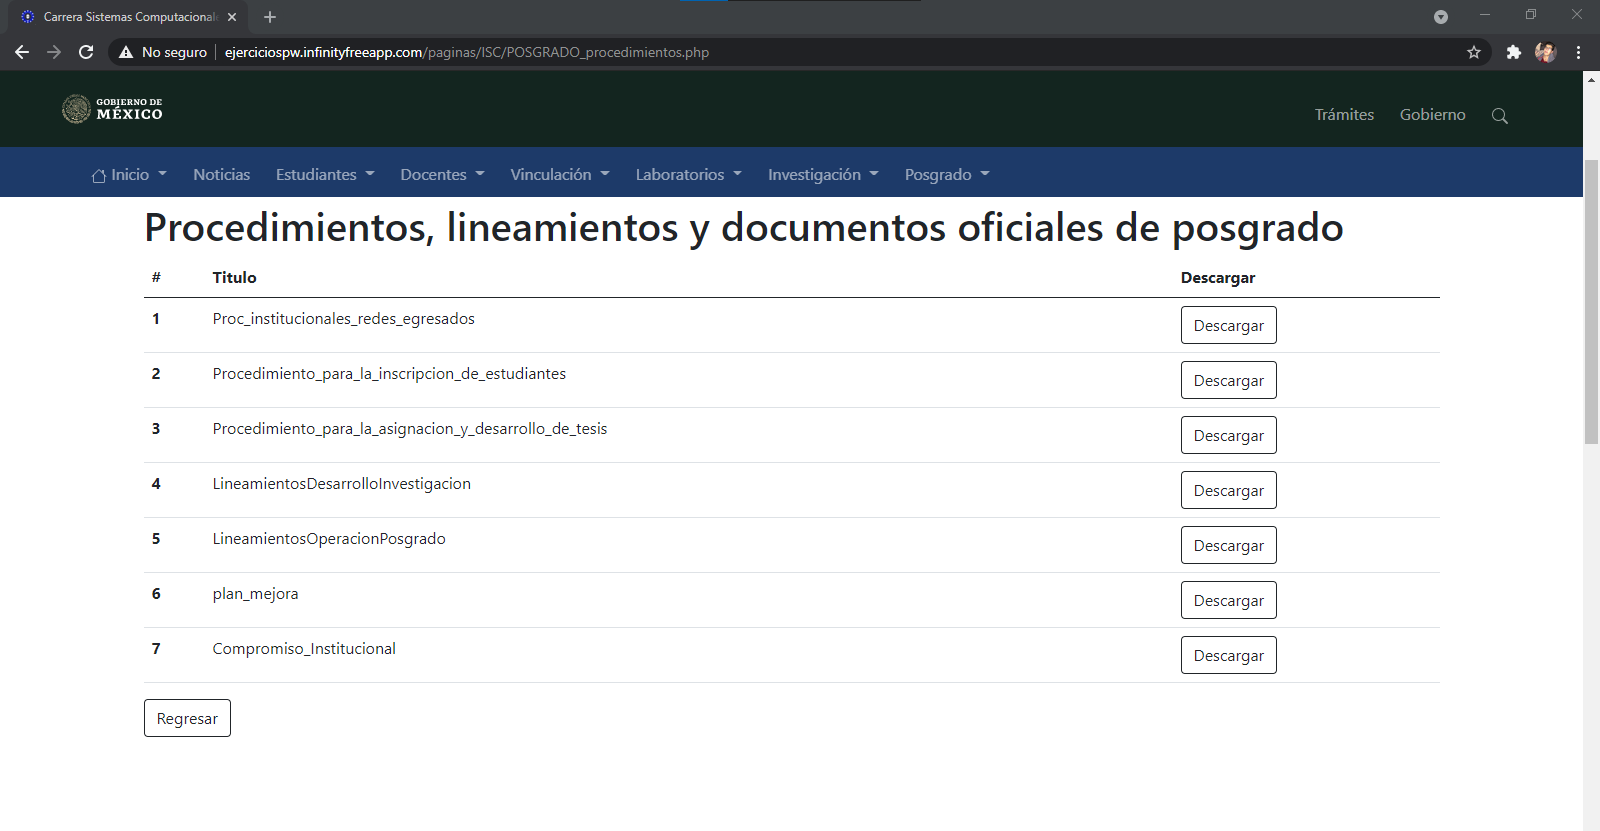 Carrera Sistemas Computacionale
No seguro
ejerciciospw.infinityfreeapp.com/paginas/ISC/POSGRADO_procedimientos.php
GOBIERNO DE
MÉXICO
Trámites Gobierno
Inicio Noticias Estudiantes Docentes Vinculación Laboratorios Investigación Posgrado
Procedimientos, lineamientos y documentos oficiales de posgrado
# Titulo Descargar
1 Proc_institucionales_redes_egresados Descargar
2 Procedimiento_para_la_inscripcion_de_estudiantes Descargar
3 Procedimiento_para_la_asignacion_y_desarrollo_de_tesis Descargar
4 LineamientosDesarrolloInvestigacion Descargar
5 LineamientosOperacionPosgrado Descargar
6 plan_mejora Descargar
7 Compromiso_Institucional Descargar
Regresar